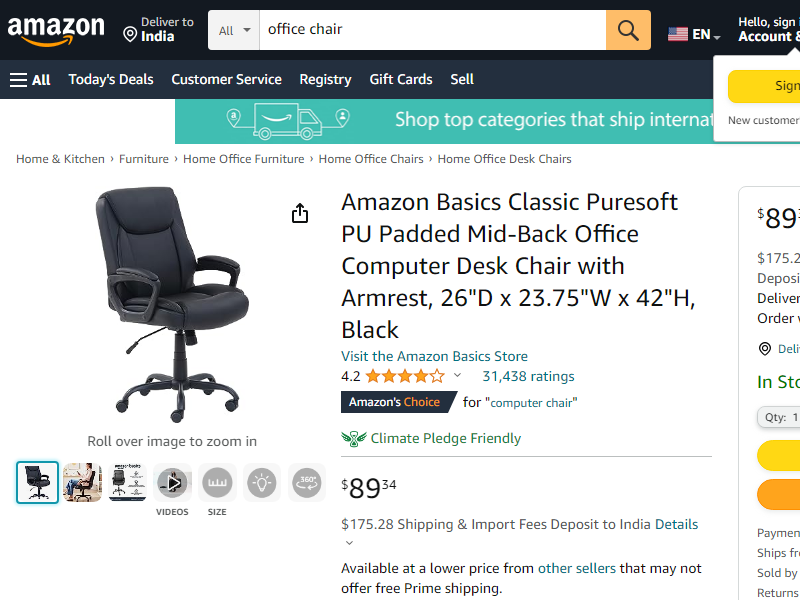 amazon
Deliver to
India
All
office chair
EN
Hello, sign
Account &
All
Today's Deals
Customer Service
Registry
Gift Cards
Sell
Sign
New customer
Shop top categories that ship internat
Home & Kitchen › Furniture › Home Office Furniture › Home Office Chairs › Home Office Desk Chairs
Amazon Basics Classic Puresoft
PU Padded Mid-Back Office
Computer Desk Chair with
Armrest, 26"D x 23.75"W x 42"H,
Black
Visit the Amazon Basics Store
4.2
31,438 ratings
Amazon's Choice for "computer chair"
Climate Pledge Friendly
Roll over image to zoom in
VIDEOS
SIZE
360°
$89 34
$175.28 Shipping & Import Fees Deposit to India Details
Available at a lower price from other sellers that may not
offer free Prime shipping.
$89
$175.2
Deposi
Deliver
Order
Deli
In Sto
Qty: 1
Paymen
Ships fr
Sold by
Returns